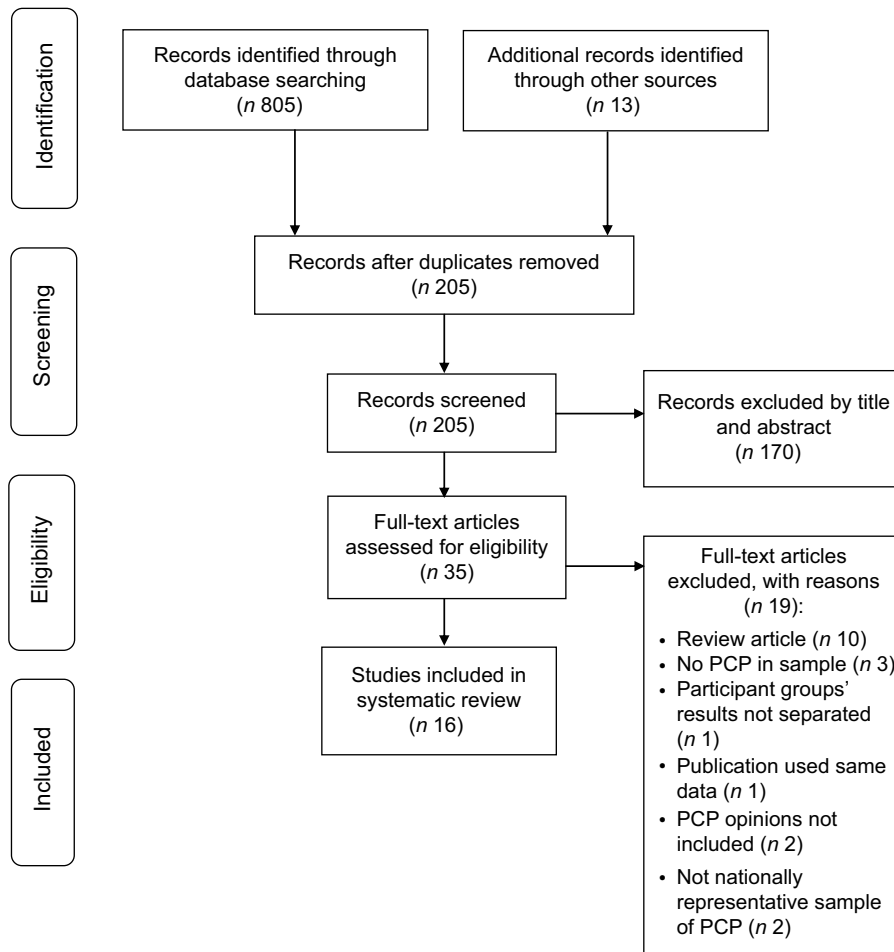 Identification
Records identified through
database searching
(n 805)
Additional records identified
through other sources
(n 13)
Screening
Records after duplicates removed
(n 205)
Records screened
(n 205)
Records excluded by title
and abstract
(n 170)
Eligibility
Full-text articles
assessed for eligibility
(n 35)
Full-text articles
excluded, with reasons
(n 19):
• Review article (n 10)
• No PCP in sample (n 3)
• Participant groups’
results not separated
(n 1)
• Publication used same
data (n 1)
• PCP opinions not
included (n 2)
• Not nationally
representative sample
of PCP (n 2)
Included
Studies included in
systematic review
(n 16)